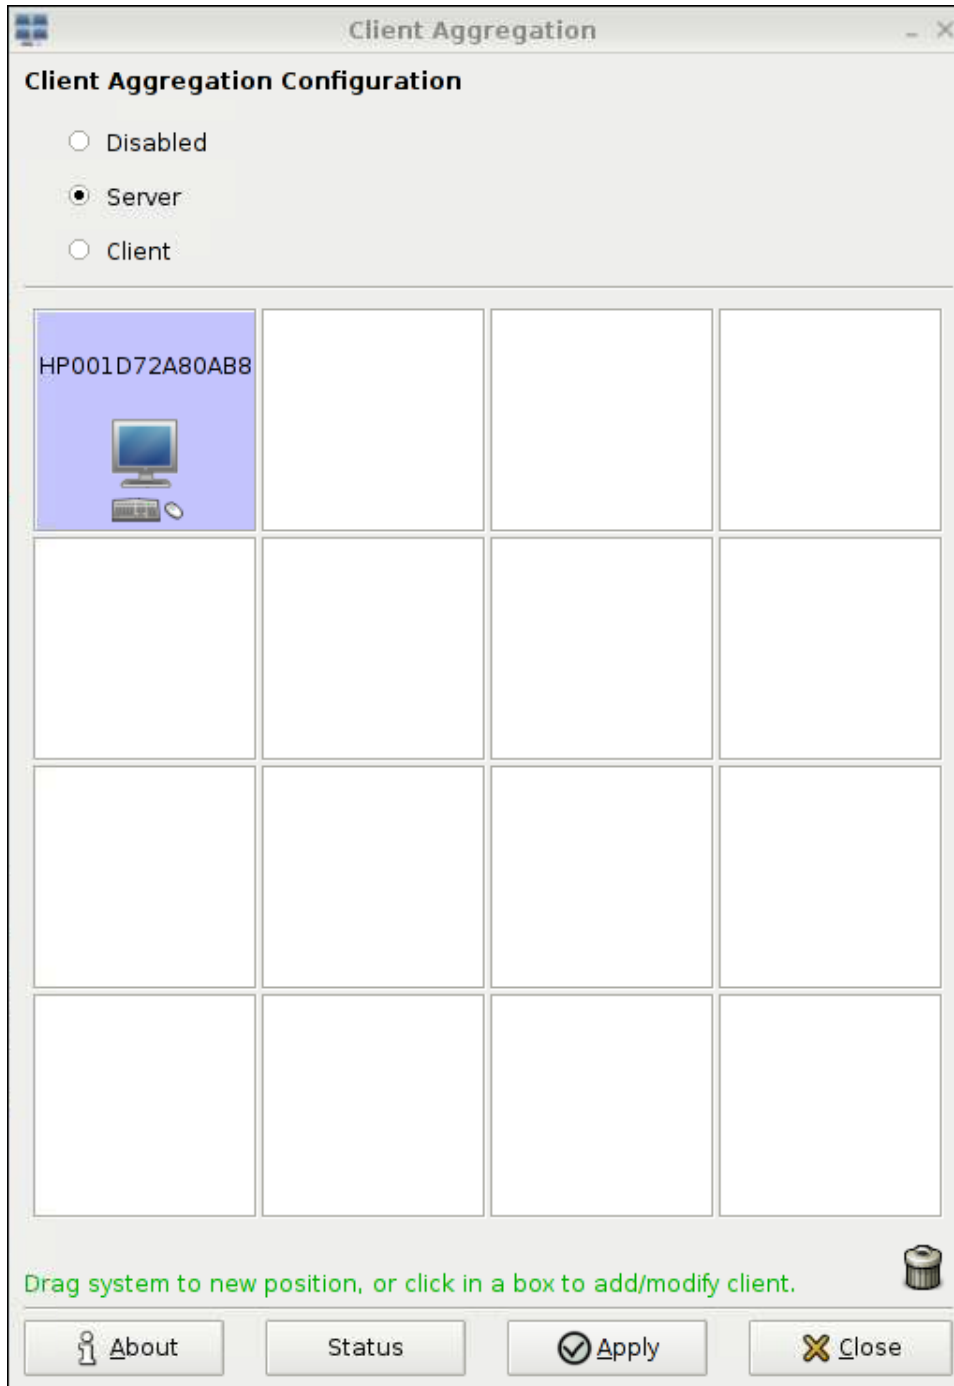 Client Aggregation
Client Aggregation Configuration
Disabled
Server
Client
HP001D72A80AB8
Drag system to new position, or click in a box to add/modify client.
About
Status
Apply
Close